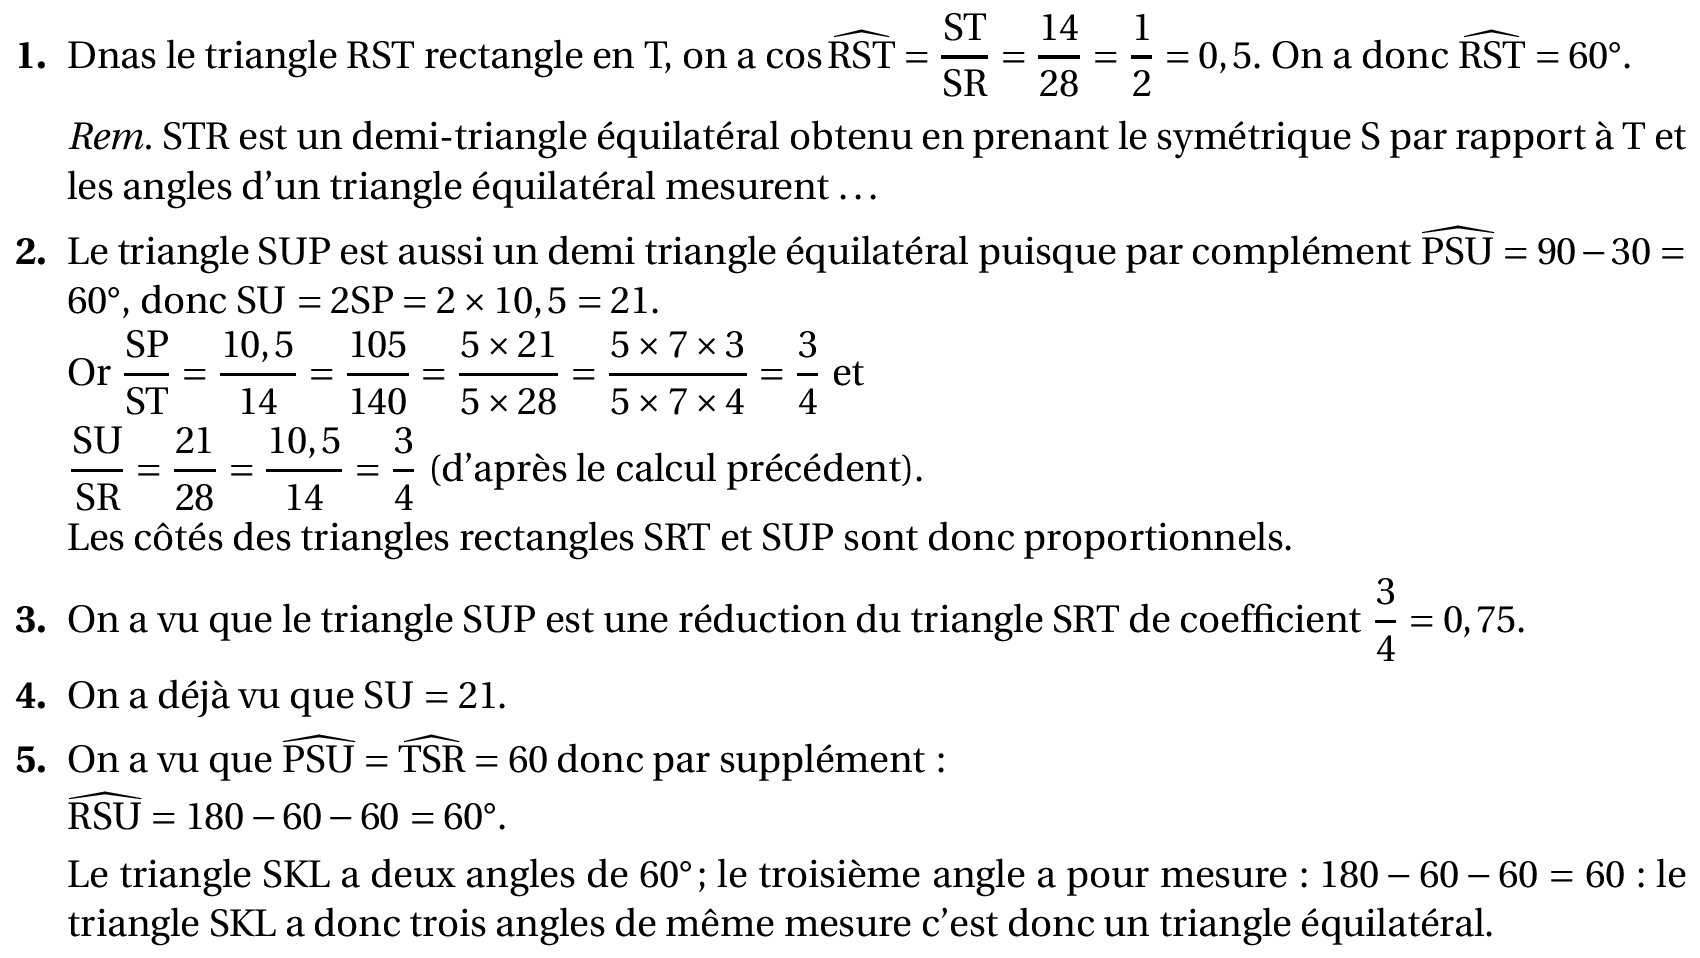 1. Dnas le triangle RST rectangle en T, on a cos \widehat{RST} = \frac{ST}{SR} = \frac{14}{28} = \frac{1}{2} = 0,5. On a donc \widehat{RST} = 60°.
Rem. STR est un demi-triangle équilatéral obtenu en prenant le symétrique S par rapport à T et
les angles d'un triangle équilatéral mesurent …
2. Le triangle SUP est aussi un demi triangle équilatéral puisque par complément \widehat{PSU} = 90 − 30 =
60°, donc SU = 2SP = 2 × 10,5 = 21.
Or \frac{SP}{ST} = \frac{10,5}{14} = \frac{105}{140} = \frac{5 × 21}{5 × 28} = \frac{5 × 7 × 3}{5 × 7 × 4} = \frac{3}{4} et
\frac{SU}{SR} = \frac{21}{28} = \frac{10,5}{14} = \frac{3}{4} (d'après le calcul précédent).
Les côtés des triangles rectangles SRT et SUP sont donc proportionnels.
3. On a vu que le triangle SUP est une réduction du triangle SRT de coefficient \frac{3}{4} = 0,75.
4. On a déjà vu que SU = 21.
5. On a vu que \widehat{PSU} = \widehat{TSR} = 60 donc par supplément :
\widehat{RSU} = 180 − 60 − 60 = 60°.
Le triangle SKL a deux angles de 60° ; le troisième angle a pour mesure : 180 − 60 − 60 = 60 : le
triangle SKL a donc trois angles de même mesure c'est donc un triangle équilatéral.